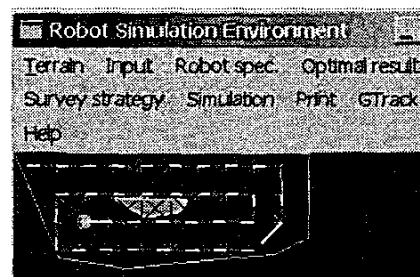 Robot Simulation Environment
Terrain Input Robot spec. Optimal result
Survey strategy Simulation Print GTrack
Help